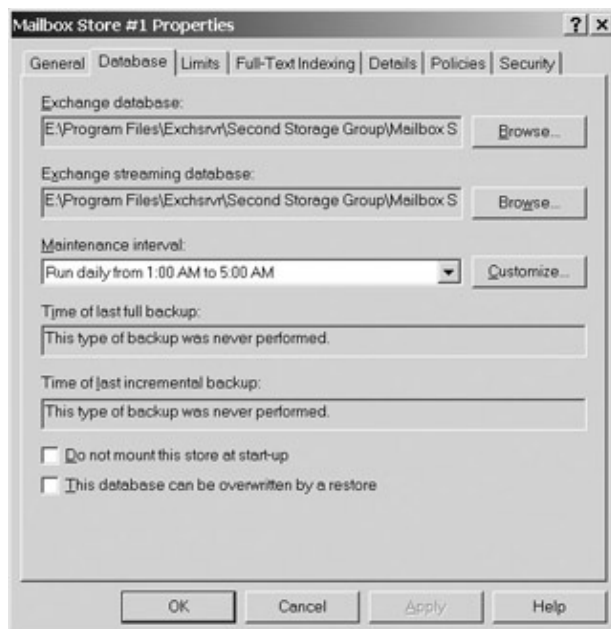 Mailbox Store #1 Properties
? ×
General Database Limits Full-Text Indexing Details Policies Security
Exchange database:
E:\Program Files\Exchsrvr\Second Storage Group\Mailbox S Browse...
Exchange streaming database:
E:\Program Files\Exchsrvr\Second Storage Group\Mailbox S Browse...
Maintenance interval:
Run daily from 1:00 AM to 5:00 AM Customize...
Time of last full backup:
This type of backup was never performed.
Time of last incremental backup:
This type of backup was never performed.
Do not mount this store at start-up
This database can be overwritten by a restore
OK Cancel Apply Help